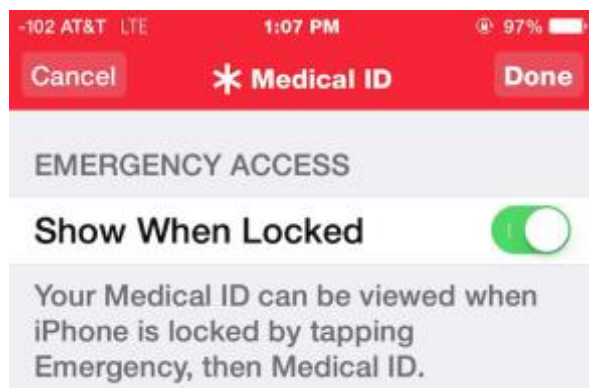 -102 AT&T LTE 1:07 PM 97%
Cancel Medical ID Done
EMERGENCY ACCESS
Show When Locked
Your Medical ID can be viewed when
iPhone is locked by tapping
Emergency, then Medical ID.